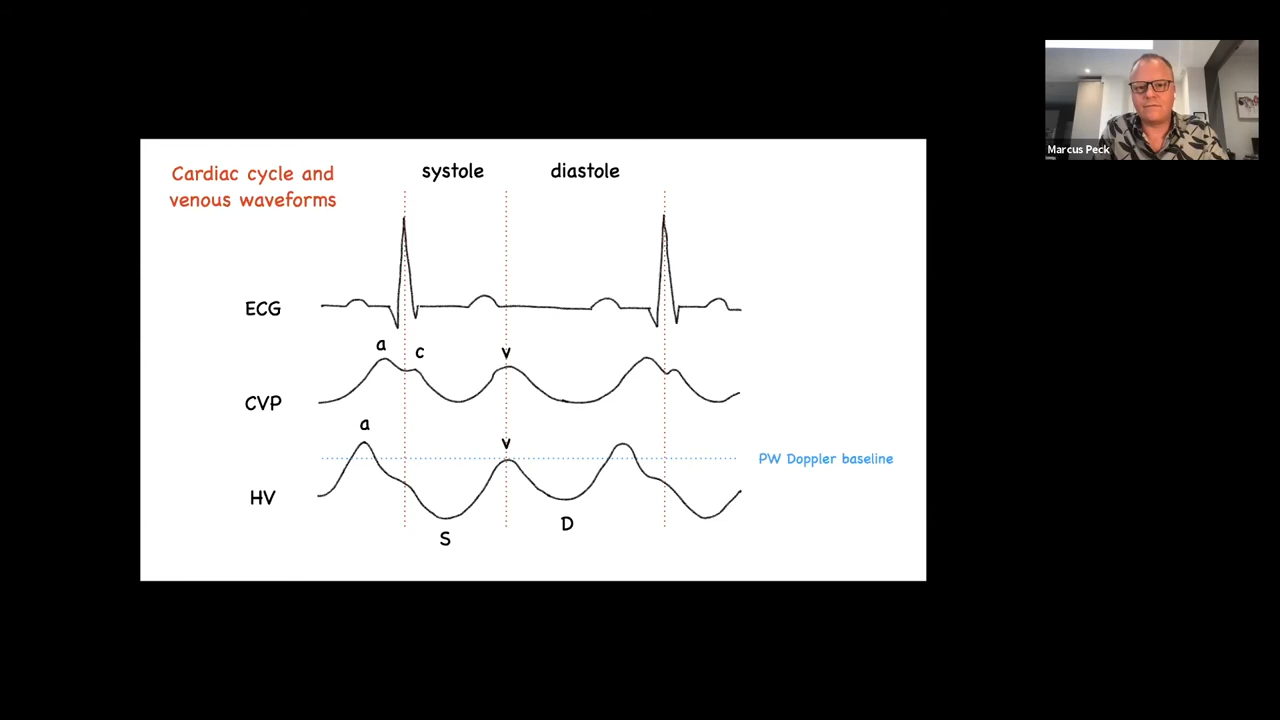 Marcus Peck
Cardiac cycle and
venous waveforms
systole
diastole
ECG
a
c
v
CVP
a
v
PW Doppler baseline
HV
S
D